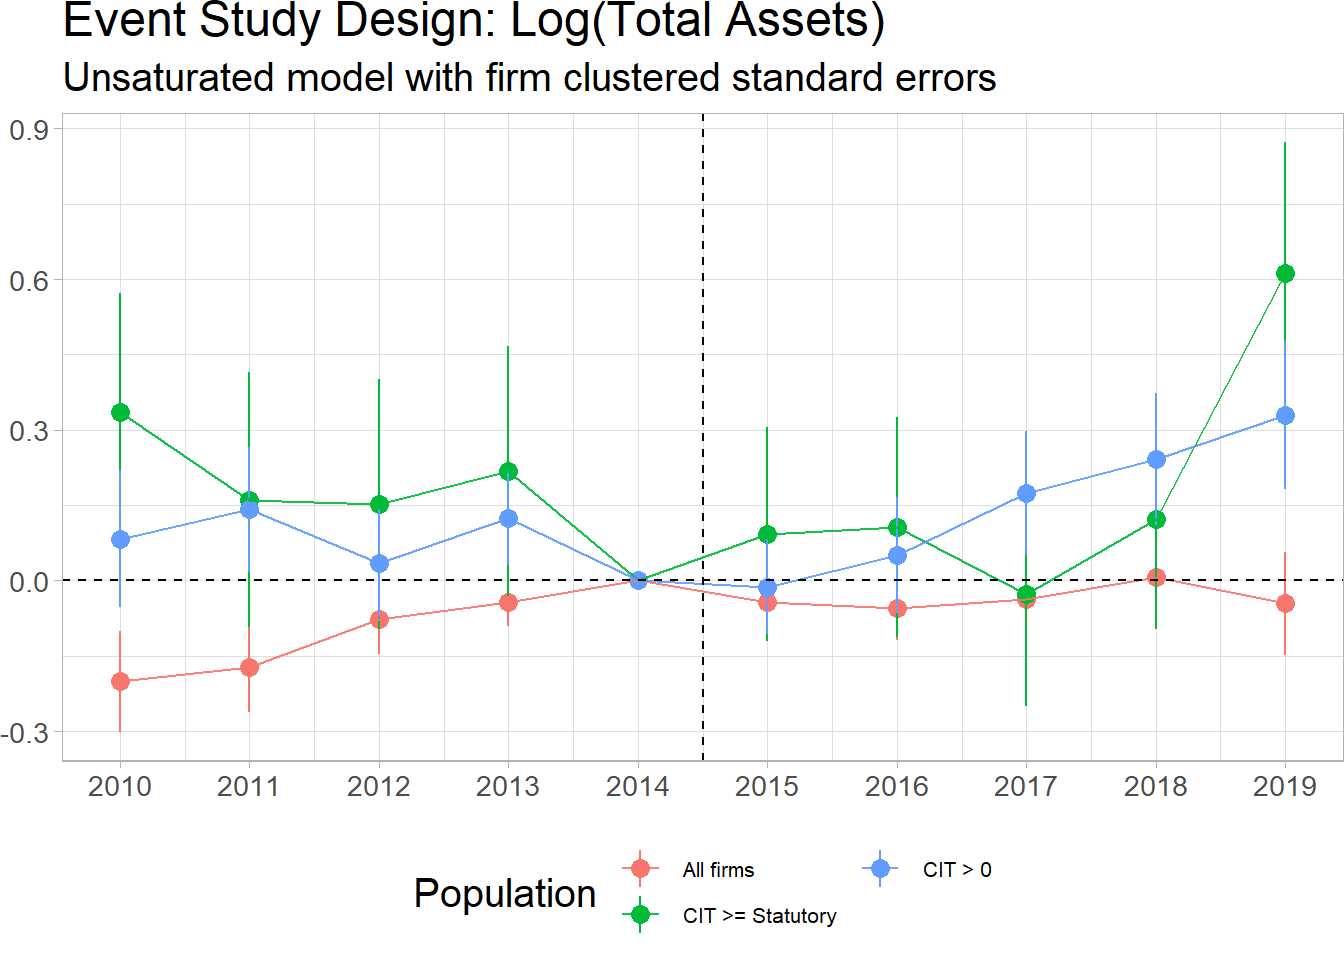 Event Study Design: Log(Total Assets)
Unsaturated model with firm clustered standard errors
0.9
0.6
0.3
0.0
-0.3
2010 2011 2012 2013 2014 2015 2016 2017 2018 2019
Population
All firms
CIT >= Statutory
CIT > 0